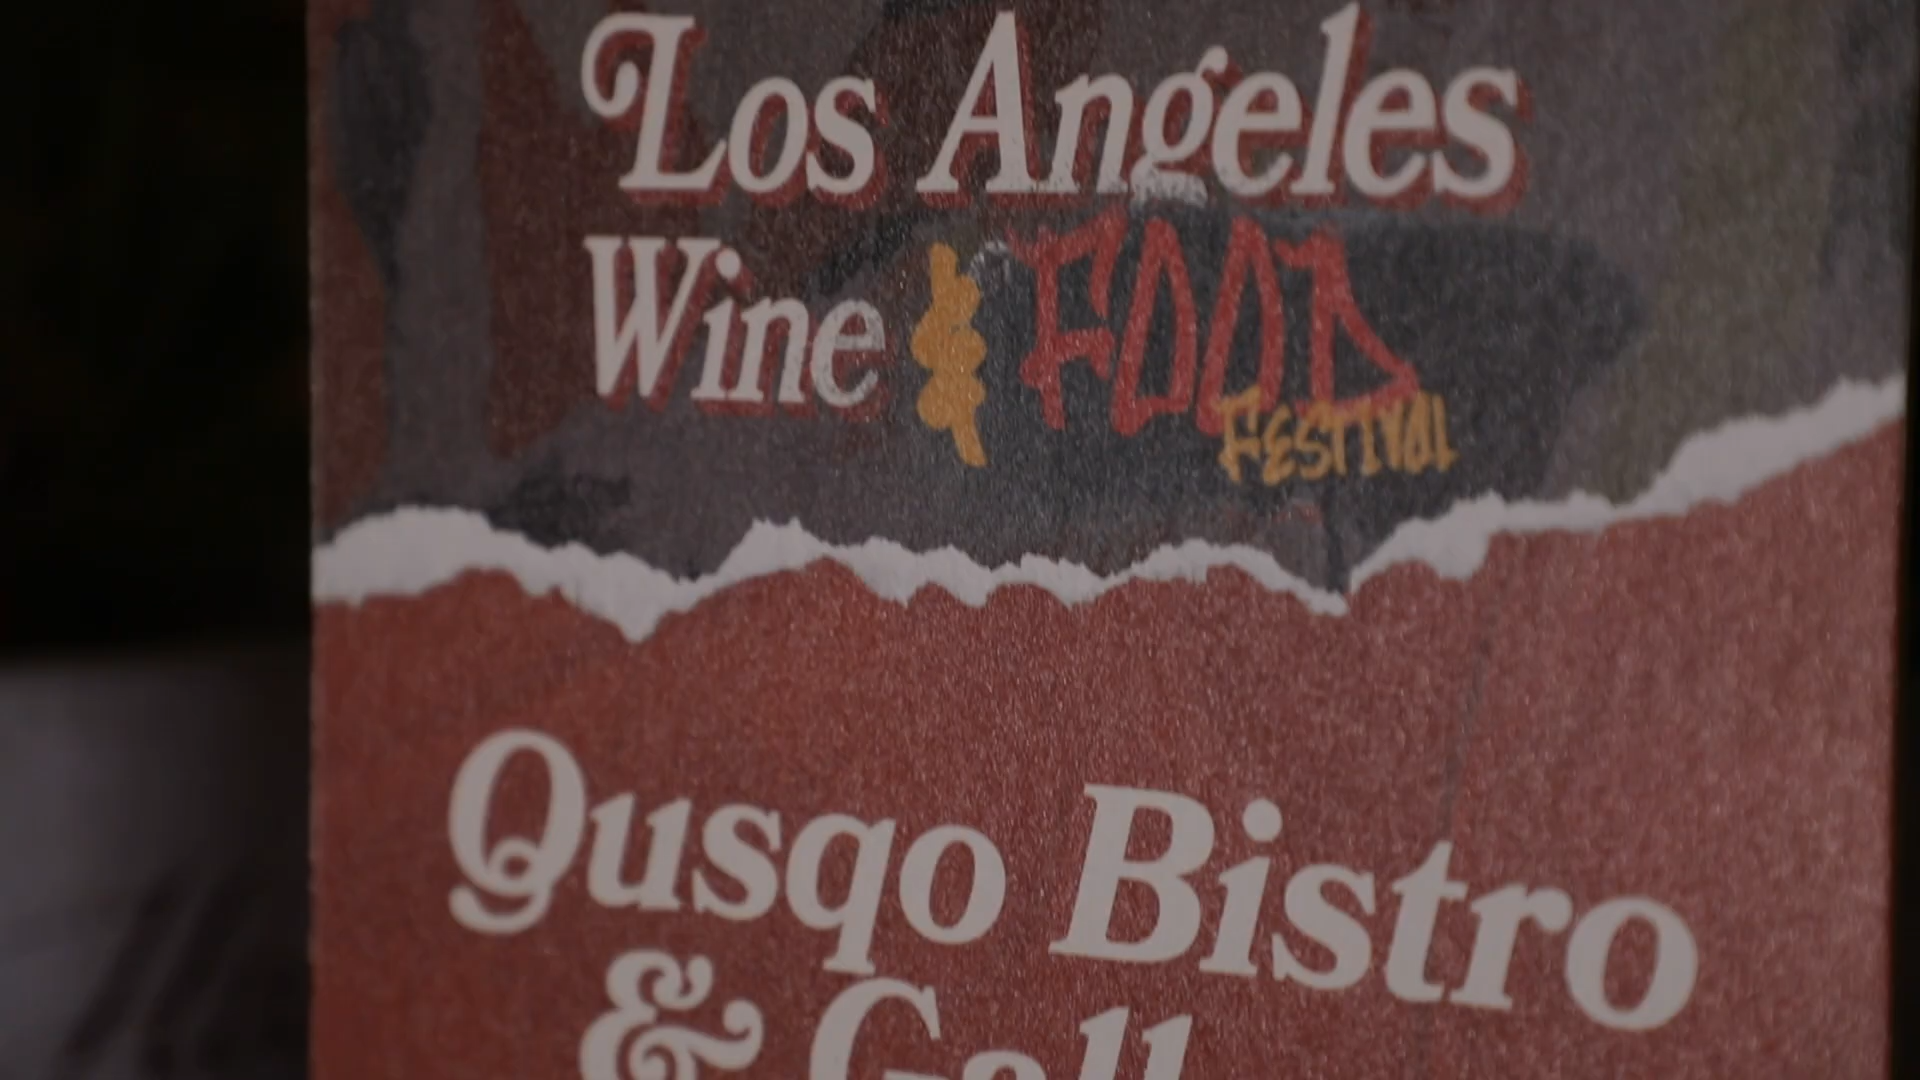 Los Angeles
Wine & FOOD
FESTIVAL
Qusqo Bistro
&